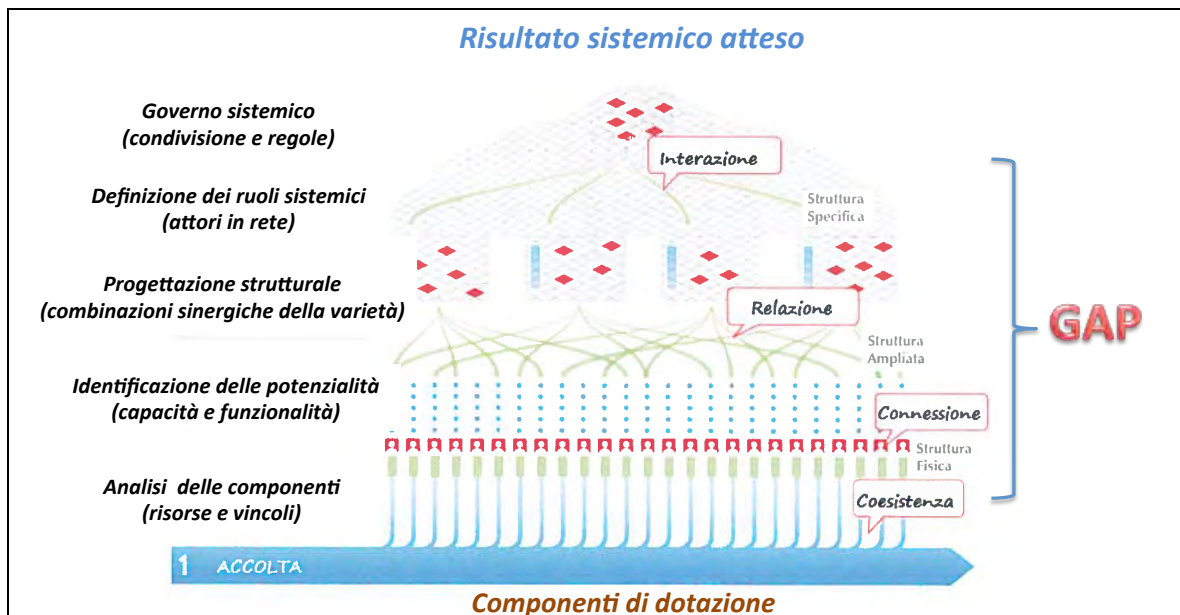 Risultato sistemico atteso
Governo sistemico
(condivisione e regole)
Interazione
Definizione dei ruoli sistemici
(attori in rete)
Struttura
Specifica
Progettazione strutturale
(combinazioni sinergiche della varietà)
Relazione
GAP
Struttura
Ampliata
Identificazione delle potenzialità
(capacità e funzionalità)
Connessione
Struttura
Fisica
Analisi delle componenti
(risorse e vincoli)
Coesistenza
1 ACCOLTA
Componenti di dotazione